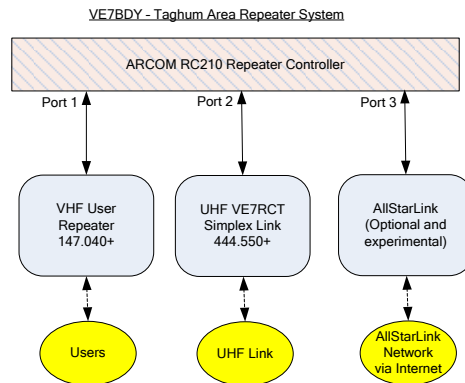 VE7BDY - Taghum Area Repeater System
ARCOM RC210 Repeater Controller
Port 1
Port 2
Port 3
VHF User
Repeater
147.040+
UHF VE7RCT
Simplex Link
444.550+
AllStarLink
(Optional and
experimental)
Users
UHF Link
AllStarLink
Network
via Internet